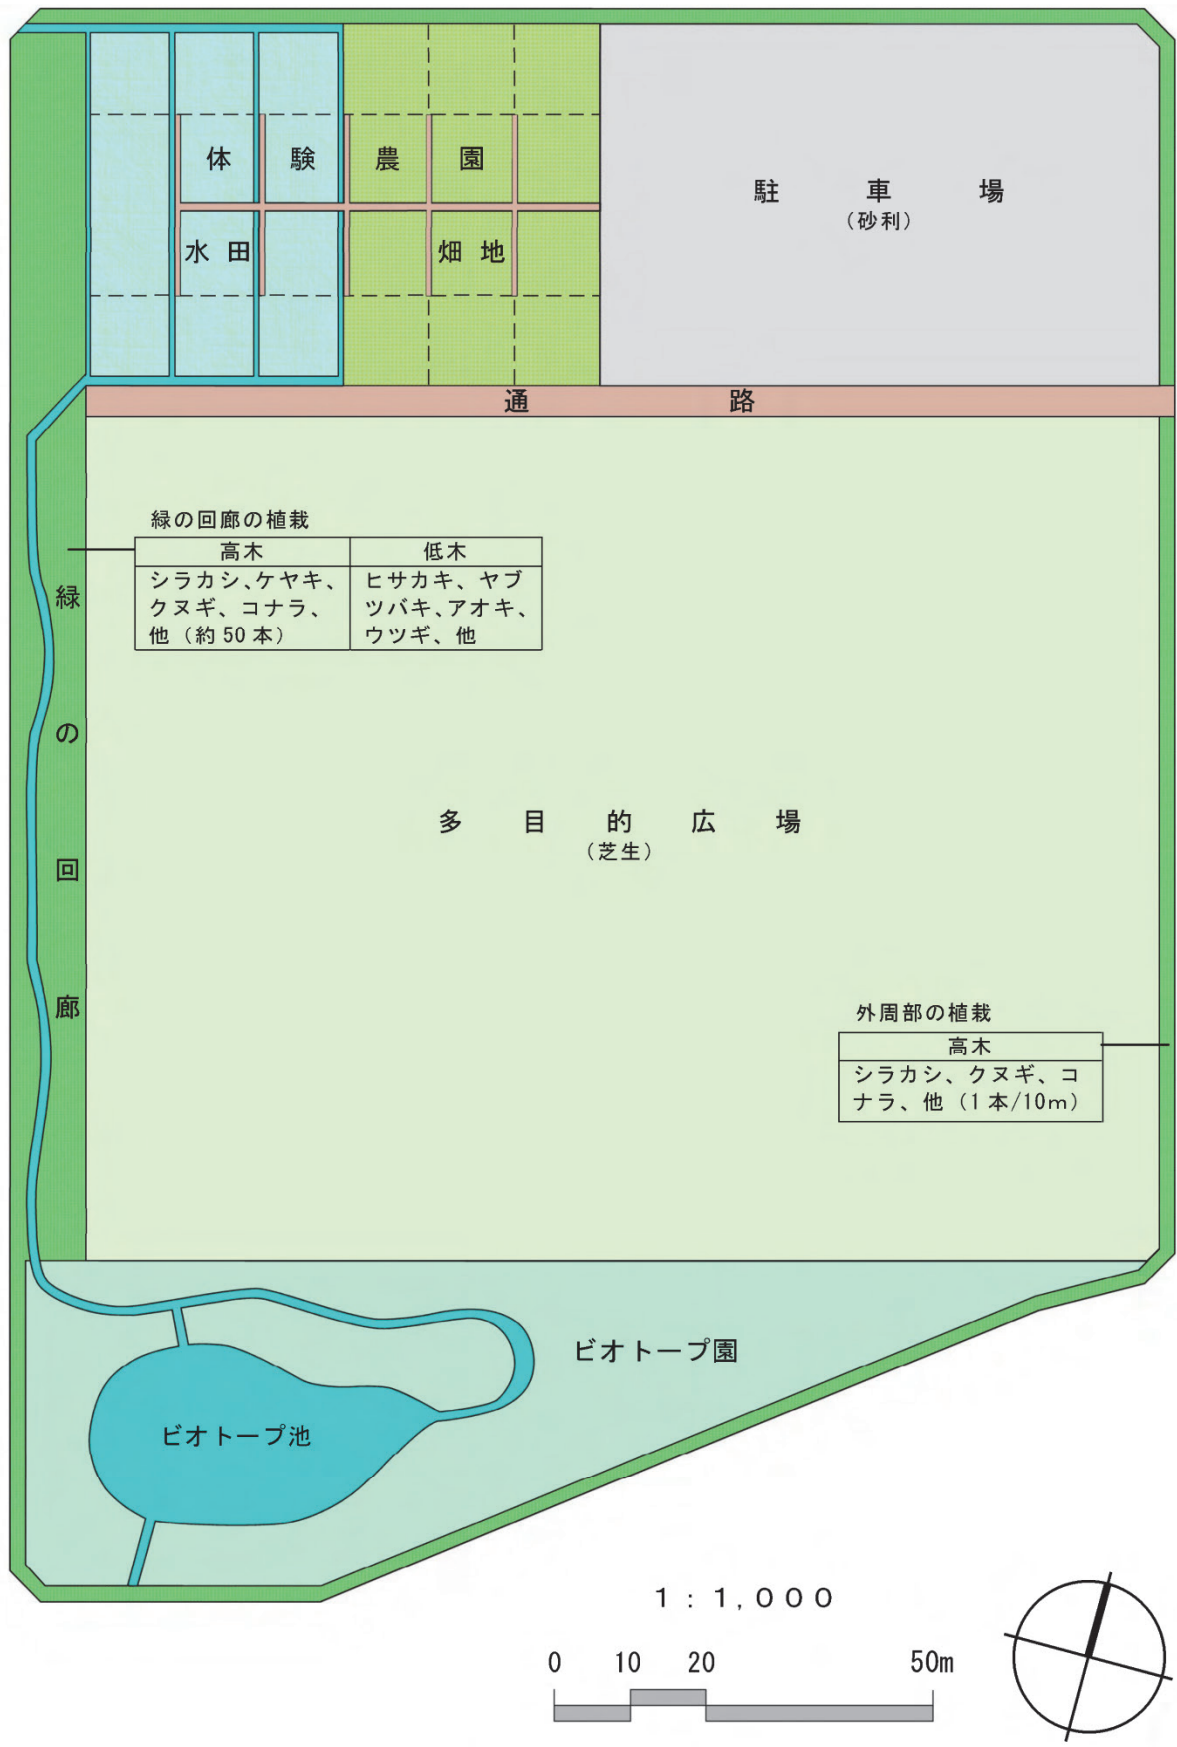 体験農園
水田
畑地
駐車場
(砂利)
通路
緑の回廊の植栽
高木
低木
シラカシ、ケヤキ、
クヌギ、コナラ、
他（約50本）
ヒサカキ、ヤブ
ツバキ、アオキ、
ウツギ、他
緑の回廊
多目的広場
（芝生）
外周部の植栽
高木
シラカシ、クヌギ、コ
ナラ、他（1本/10m）
ビオトープ園
ビオトープ池
1:1,000
0 10 20 50m